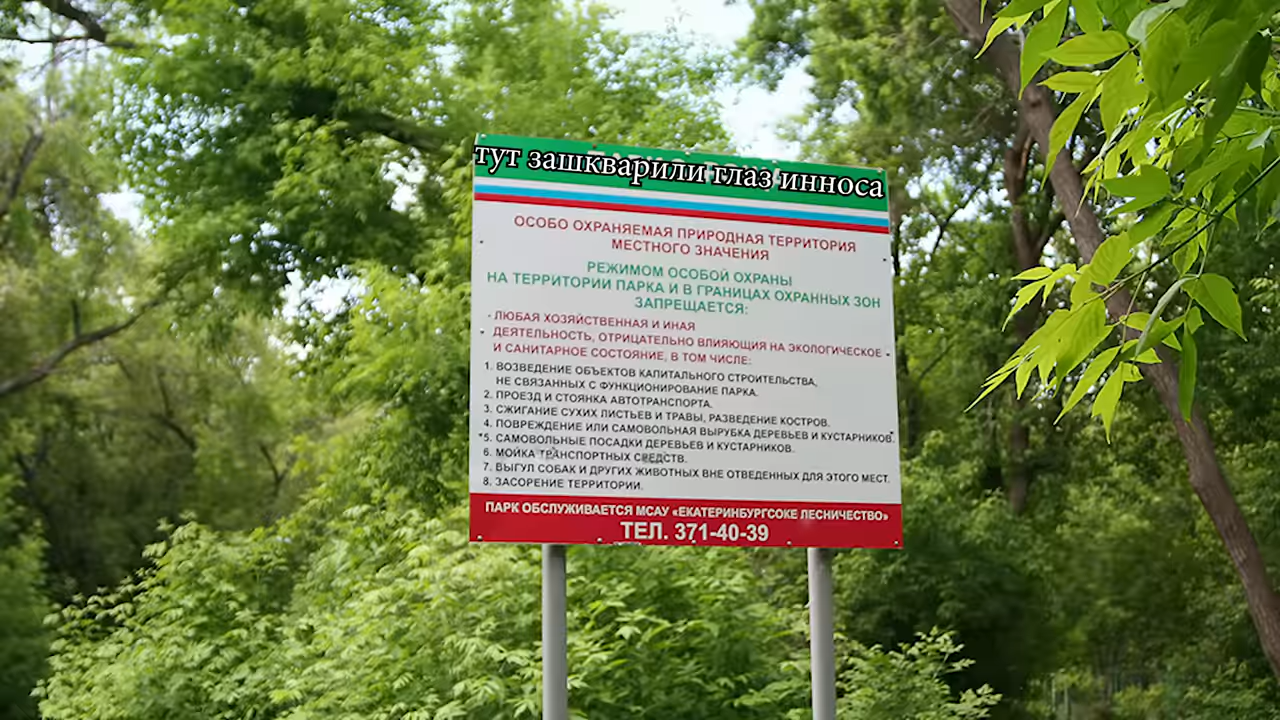 тут зашкварили глаз инноса
ОСОБО ОХРАНЯЕМАЯ ПРИРОДНАЯ ТЕРРИТОРИЯ
МЕСТНОГО ЗНАЧЕНИЯ
РЕЖИМОМ ОСОБОЙ ОХРАНЫ
НА ТЕРРИТОРИИ ПАРКА И В ГРАНИЦАХ ОХРАННЫХ ЗОН
ЗАПРЕЩАЕТСЯ:
- ЛЮБАЯ ХОЗЯЙСТВЕННАЯ И ИНАЯ
ДЕЯТЕЛЬНОСТЬ, ОТРИЦАТЕЛЬНО ВЛИЯЮЩАЯ НА ЭКОЛОГИЧЕСКОЕ
И САНИТАРНОЕ СОСТОЯНИЕ, В ТОМ ЧИСЛЕ:
1. ВОЗВЕДЕНИЕ ОБЪЕКТОВ КАПИТАЛЬНОГО СТРОИТЕЛЬСТВА,
НЕ СВЯЗАННЫХ С ФУНКЦИОНИРОВАНИЕ ПАРКА.
2. ПРОЕЗД И СТОЯНКА АВТОТРАНСПОРТА.
3. СЖИГАНИЕ СУХИХ ЛИСТЬЕВ И ТРАВЫ, РАЗВЕДЕНИЕ КОСТРОВ.
4. ПОВРЕЖДЕНИЕ ИЛИ САМОВОЛЬНАЯ ВЫРУБКА ДЕРЕВЬЕВ И КУСТАРНИКОВ.
5. САМОВОЛЬНЫЕ ПОСАДКИ ДЕРЕВЬЕВ И КУСТАРНИКОВ.
6. МОЙКА ТРАНСПОРТНЫХ СРЕДСТВ.
7. ВЫГУЛ СОБАК И ДРУГИХ ЖИВОТНЫХ ВНЕ ОТВЕДЕННЫХ ДЛЯ ЭТОГО МЕСТ.
8. ЗАСОРЕНИЕ ТЕРРИТОРИИ.
ПАРК ОБСЛУЖИВАЕТСЯ МСАУ «ЕКАТЕРИНБУРГСОКЕ ЛЕСНИЧЕСТВО»
ТЕЛ. 371-40-39